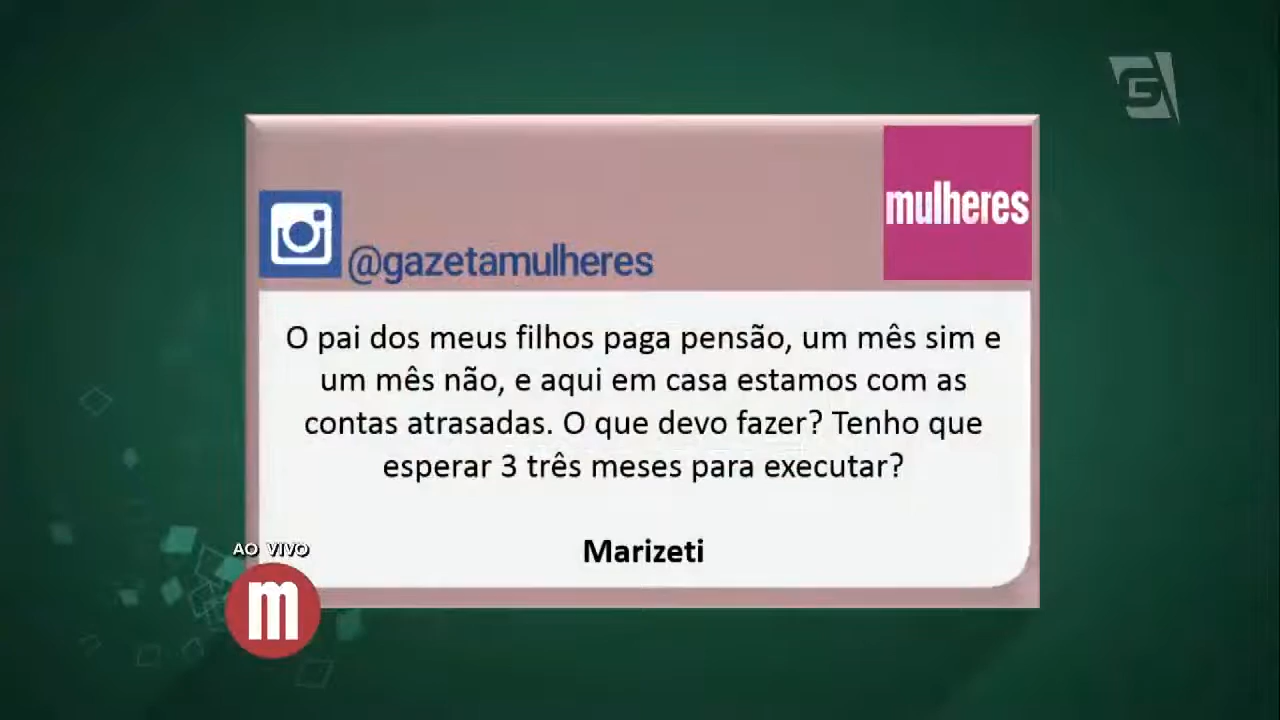 mulheres
@gazetamulheres
O pai dos meus filhos paga pensão, um mês sim e
um mês não, e aqui em casa estamos com as
contas atrasadas. O que devo fazer? Tenho que
esperar 3 três meses para executar?
Marizeti
AO VIVO
m